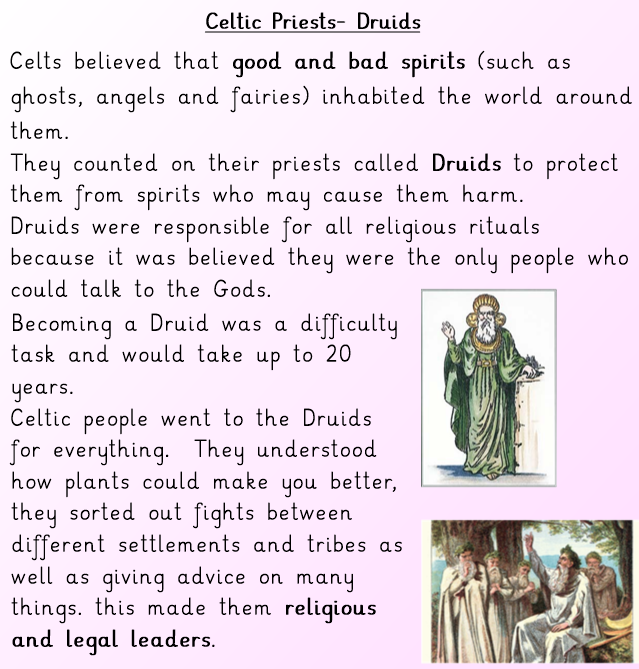 Celtic Priests- Druids
Celts believed that good and bad spirits (such as
ghosts, angels and fairies) inhabited the world around
them.
They counted on their priests called Druids to protect
them from spirits who may cause them harm.
Druids were responsible for all religious rituals
because it was believed they were the only people who
could talk to the Gods.
Becoming a Druid was a difficulty
task and would take up to 20
years.
Celtic people went to the Druids
for everything.  They understood
how plants could make you better,
they sorted out fights between
different settlements and tribes as
well as giving advice on many
things. this made them religious
and legal leaders.